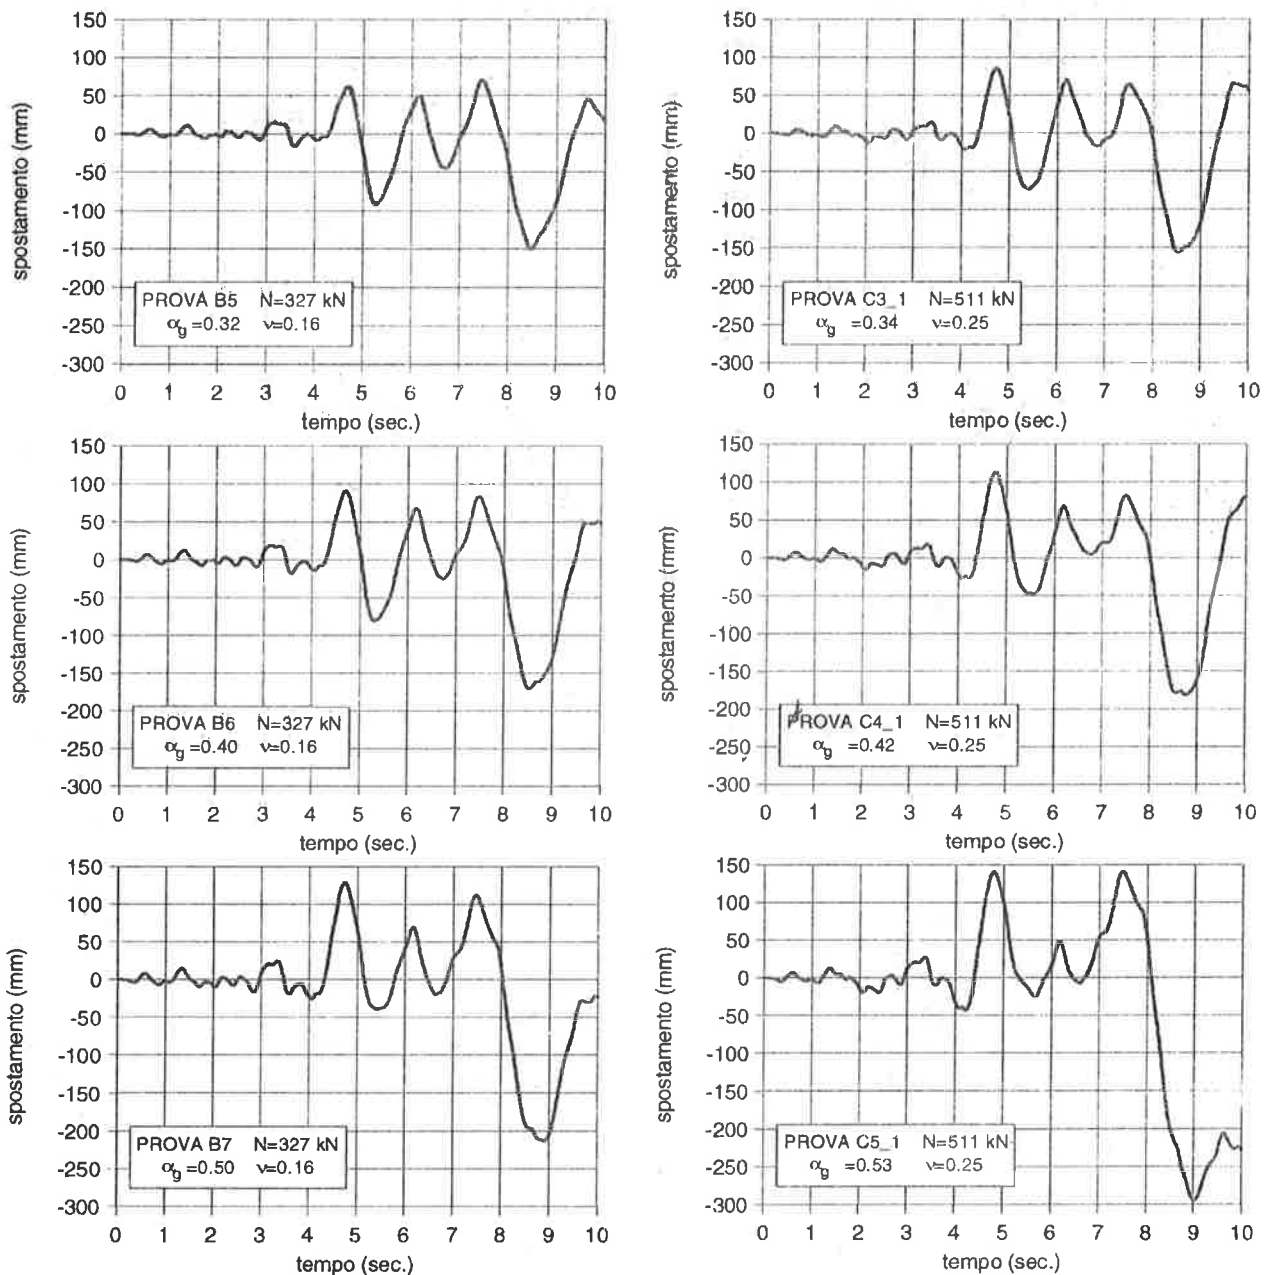 150
100
50
0
-50
-100
-150
-200
-250
-300
spostamento (mm)
PROVA B5 N=327 kN
αg =0.32 ν=0.16
0 1 2 3 4 5 6 7 8 9 10
tempo (sec.)
150
100
50
0
-50
-100
-150
-200
-250
-300
spostamento (mm)
PROVA C3_1 N=511 kN
αg =0.34 ν=0.25
0 1 2 3 4 5 6 7 8 9 10
tempo (sec.)
150
100
50
0
-50
-100
-150
-200
-250
-300
spostamento (mm)
PROVA B6 N=327 kN
αg =0.40 ν=0.16
0 1 2 3 4 5 6 7 8 9 10
tempo (sec.)
150
100
50
0
-50
-100
-150
-200
-250
-300
spostamento (mm)
PROVA C4_1 N=511 kN
αg =0.42 ν=0.25
0 1 2 3 4 5 6 7 8 9 10
tempo (sec.)
150
100
50
0
-50
-100
-150
-200
-250
-300
spostamento (mm)
PROVA B7 N=327 kN
αg =0.50 ν=0.16
0 1 2 3 4 5 6 7 8 9 10
tempo (sec.)
150
100
50
0
-50
-100
-150
-200
-250
-300
spostamento (mm)
PROVA C5_1 N=511 kN
αg =0.53 ν=0.25
0 1 2 3 4 5 6 7 8 9 10
tempo (sec.)